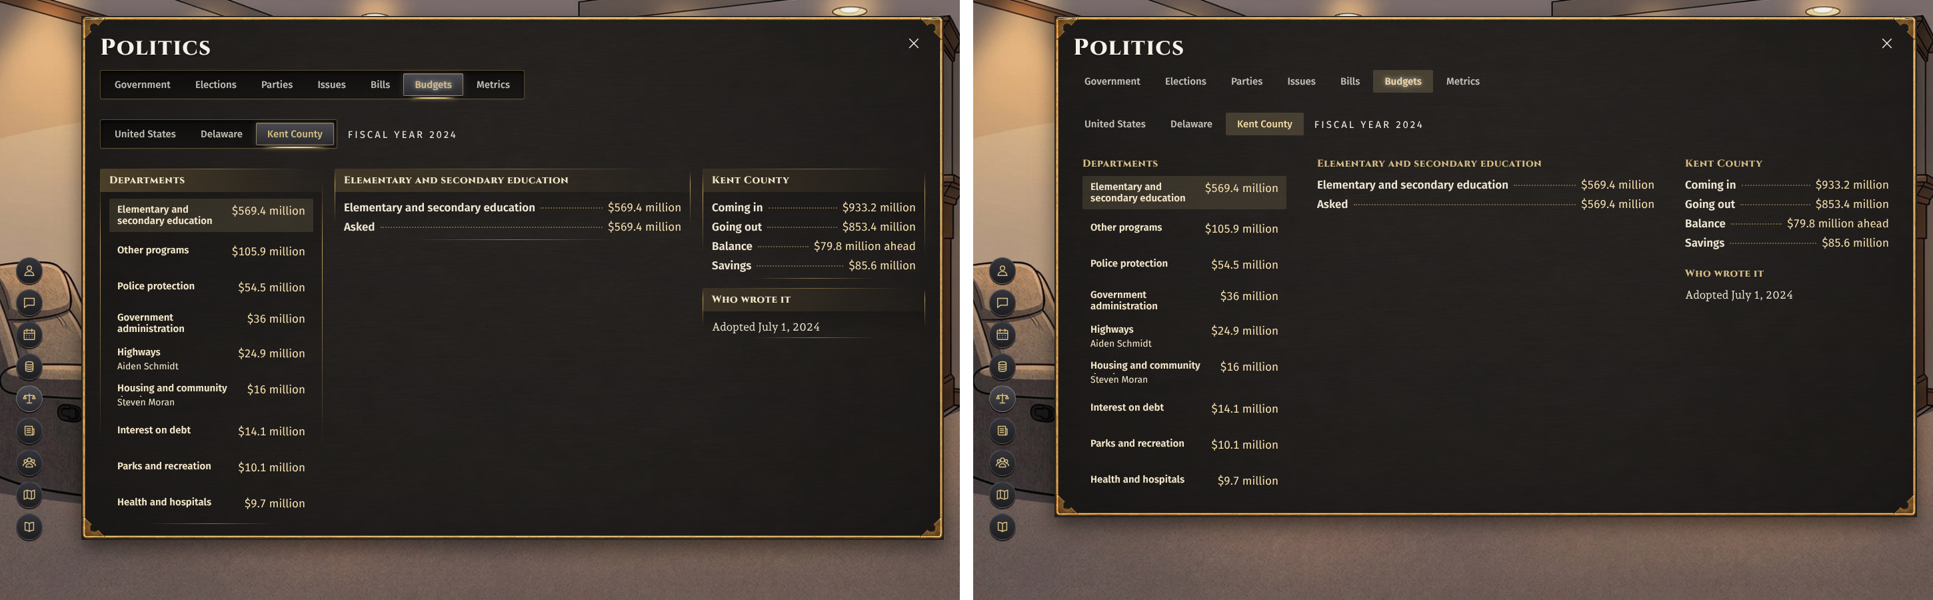 Politics
Government Elections Parties Issues Bills Budgets Metrics
United States Delaware Kent County FISCAL YEAR 2024
Departments
Elementary and secondary education $569.4 million
Other programs $105.9 million
Police protection $54.5 million
Government administration $36 million
Highways $24.9 million
Aiden Schmidt
Housing and community $16 million
Steven Moran
Interest on debt $14.1 million
Parks and recreation $10.1 million
Health and hospitals $9.7 million
Elementary and secondary education
Elementary and secondary education $569.4 million
Asked $569.4 million
Kent County
Coming in $933.2 million
Going out $853.4 million
Balance $79.8 million ahead
Savings $85.6 million
Who wrote it
Adopted July 1, 2024
Politics
Government Elections Parties Issues Bills Budgets Metrics
United States Delaware Kent County FISCAL YEAR 2024
Departments
Elementary and secondary education $569.4 million
Other programs $105.9 million
Police protection $54.5 million
Government administration $36 million
Highways $24.9 million
Aiden Schmidt
Housing and community $16 million
Steven Moran
Interest on debt $14.1 million
Parks and recreation $10.1 million
Health and hospitals $9.7 million
Elementary and secondary education
Elementary and secondary education $569.4 million
Asked $569.4 million
Kent County
Coming in $933.2 million
Going out $853.4 million
Balance $79.8 million ahead
Savings $85.6 million
Who wrote it
Adopted July 1, 2024